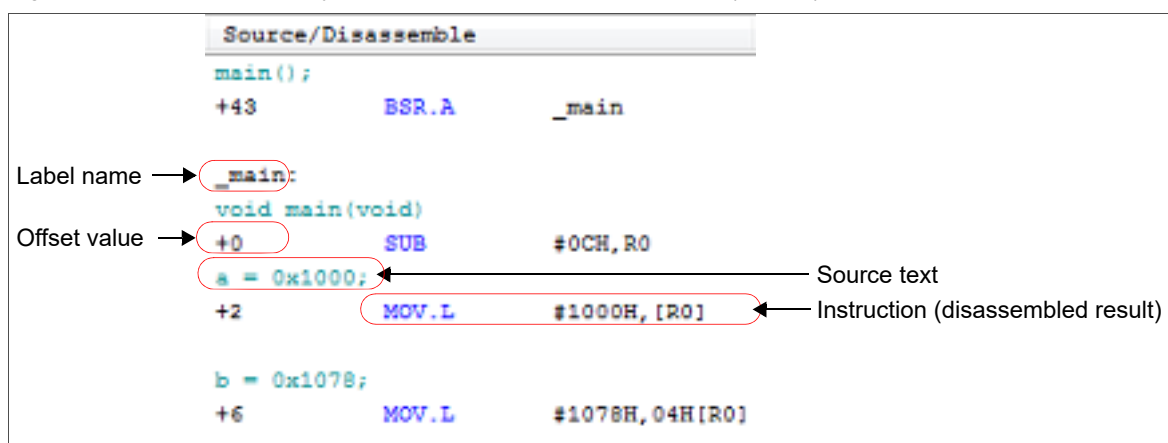 Source/Disassemble
main();
+43 BSR.A _main
Label name _main:
void main(void)
Offset value +0 SUB #0CH,R0
a = 0x1000; Source text
+2 MOV.L #1000H,[R0] Instruction (disassembled result)
b = 0x1078;
+6 MOV.L #1078H,04H[R0]